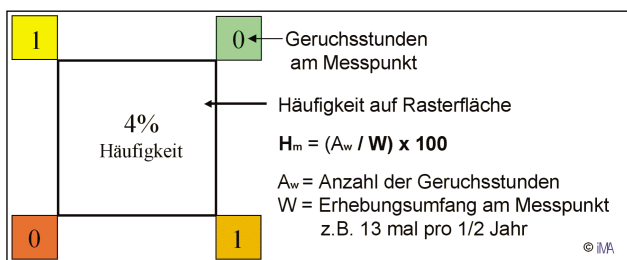 1
0
Geruchsstunden
am Messpunkt
4%
Häufigkeit
Häufigkeit auf Rasterfläche
Hm = (Aw / W) x 100
Aw = Anzahl der Geruchsstunden
W = Erhebungsumfang am Messpunkt
z.B. 13 mal pro 1/2 Jahr
0
1
© iMA